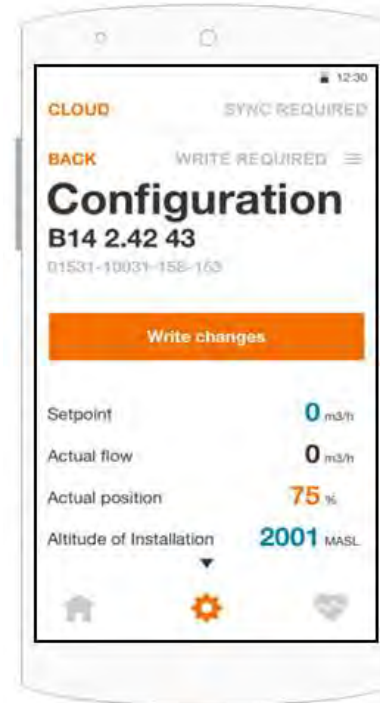 12:30
CLOUD SYNC REQUIRED
BACK WRITE REQUIRED
Configuration
B14 2.42 43
01531-10031-158-153
Write changes
Setpoint 0 m3/h
Actual flow 0 m3/h
Actual position 75 %
Altitude of Installation 2001 MASL